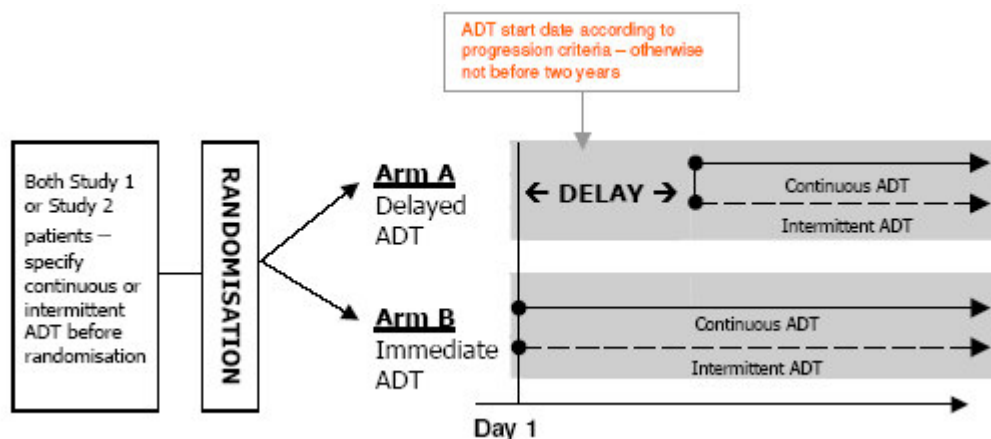 ADT start date according to
progression criteria – otherwise
not before two years
Both Study 1
or Study 2
patients –
specify
continuous or
intermittent
ADT before
randomisation
RANDOMISATION
Arm A
Delayed
ADT
← DELAY →
Continuous ADT
Intermittent ADT
Arm B
Immediate
ADT
Continuous ADT
Intermittent ADT
Day 1